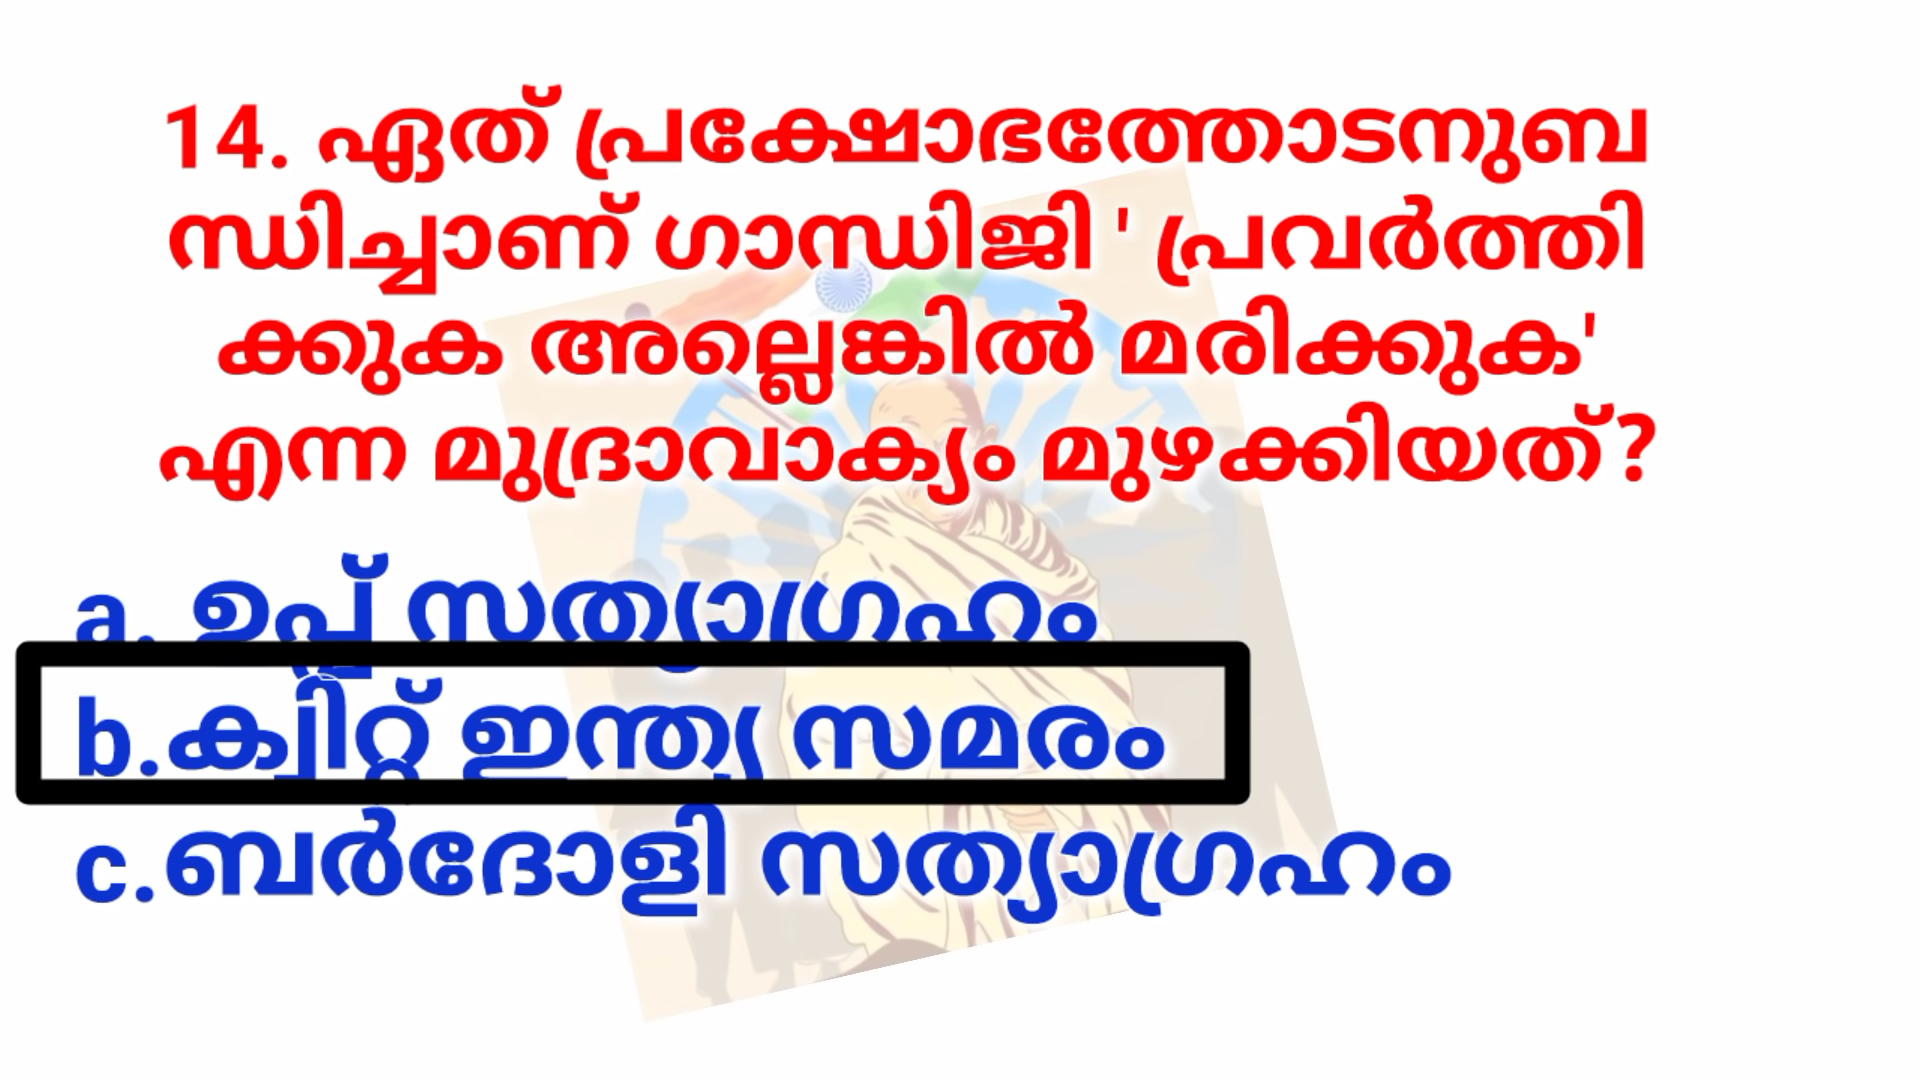 14. ഏത് പ്രക്ഷോഭത്തോടനുബ
ന്ധിച്ചാണ് ഗാന്ധിജി ' പ്രവർത്തി
ക്കുക അല്ലെങ്കിൽ മരിക്കുക'
എന്ന മുദ്രാവാക്യം മുഴക്കിയത്?
a. ഉപ്പ് സത്യാഗ്രഹം
b.ക്വിറ്റ് ഇന്ത്യ സമരം
c.ബർദോളി സത്യാഗ്രഹം